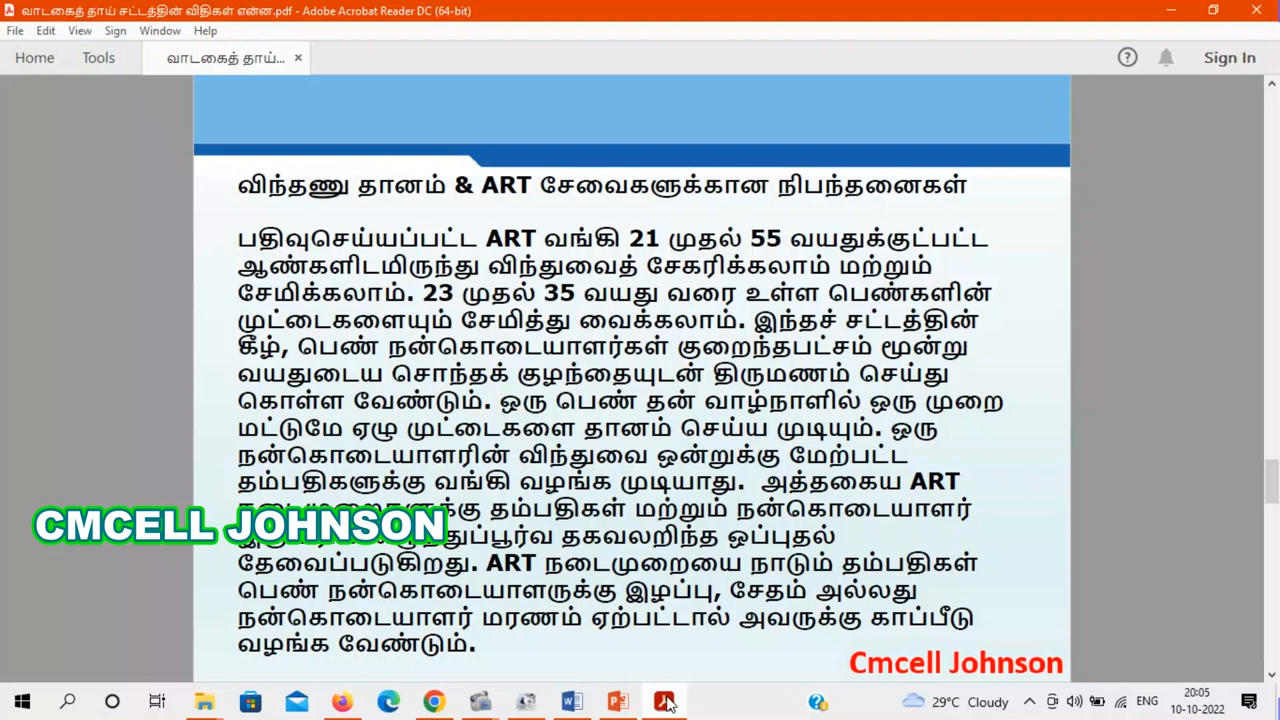 வாடகைத் தாய் சட்டத்தின் விதிகள் என்ன.pdf - Adobe Acrobat Reader DC (64-bit)
File Edit View Sign Window Help
Home Tools வாடகைத் தாய்... × Sign In
விந்தணு தானம் & ART சேவைகளுக்கான நிபந்தனைகள்
பதிவுசெய்யப்பட்ட ART வங்கி 21 முதல் 55 வயதுக்குட்பட்ட
ஆண்களிடமிருந்து விந்துவைத் சேகரிக்கலாம் மற்றும்
சேமிக்கலாம். 23 முதல் 35 வயது வரை உள்ள பெண்களின்
முட்டைகளையும் சேமித்து வைக்கலாம். இந்தச் சட்டத்தின்
கீழ், பெண் நன்கொடையாளர்கள் குறைந்தபட்சம் மூன்று
வயதுடைய சொந்தக் குழந்தையுடன் திருமணம் செய்து
கொள்ள வேண்டும். ஒரு பெண் தன் வாழ்நாளில் ஒரு முறை
மட்டுமே ஏழு முட்டைகளை தானம் செய்ய முடியும். ஒரு
நன்கொடையாளரின் விந்துவை ஒன்றுக்கு மேற்பட்ட
தம்பதிகளுக்கு வங்கி வழங்க முடியாது. அத்தகைய ART
தம்பதிகள் மற்றும் நன்கொடையாளர்
CMCELL JOHNSON
தகவலறிந்த ஒப்புதல்
தேவைப்படுகிறது. ART நடைமுறையை நாடும் தம்பதிகள்
பெண் நன்கொடையாளருக்கு இழப்பு, சேதம் அல்லது
நன்கொடையாளர் மரணம் ஏற்பட்டால் அவருக்கு காப்பீடு
வழங்க வேண்டும்.
Cmcell Johnson
29°C Cloudy ENG 20:05
10-10-2022